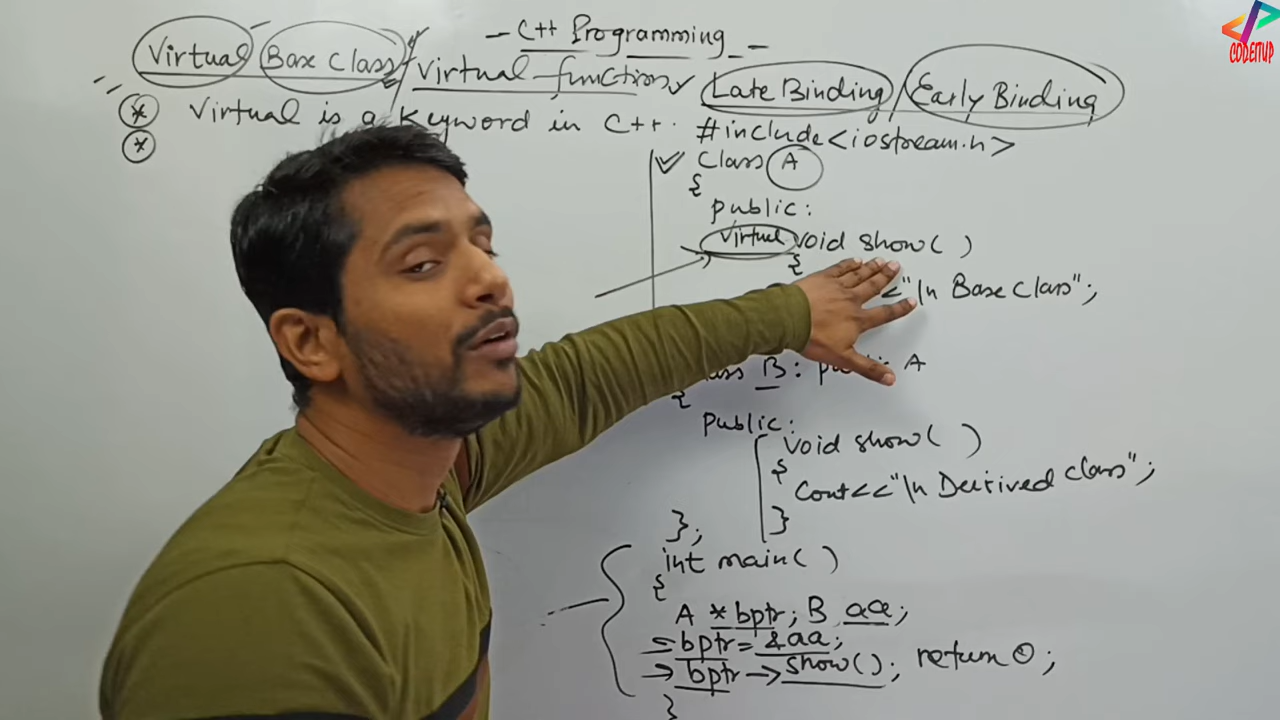 - C++ Programming -
Virtual Base Class / Virtual function / Late Binding / Early Binding
* Virtual is a Keyword in C++.
*
#include<iostream.h>
Class A
{
public:
Virtual void show( )
{
<"\n Base Class";
B : A
{
public:
void show( )
{
Cout<<"\n Derived Class";
}
};
int main( )
{
A *bptr; B aa;
bptr = &aa;
→ bptr → show(); return 0;
}
CODEITUP